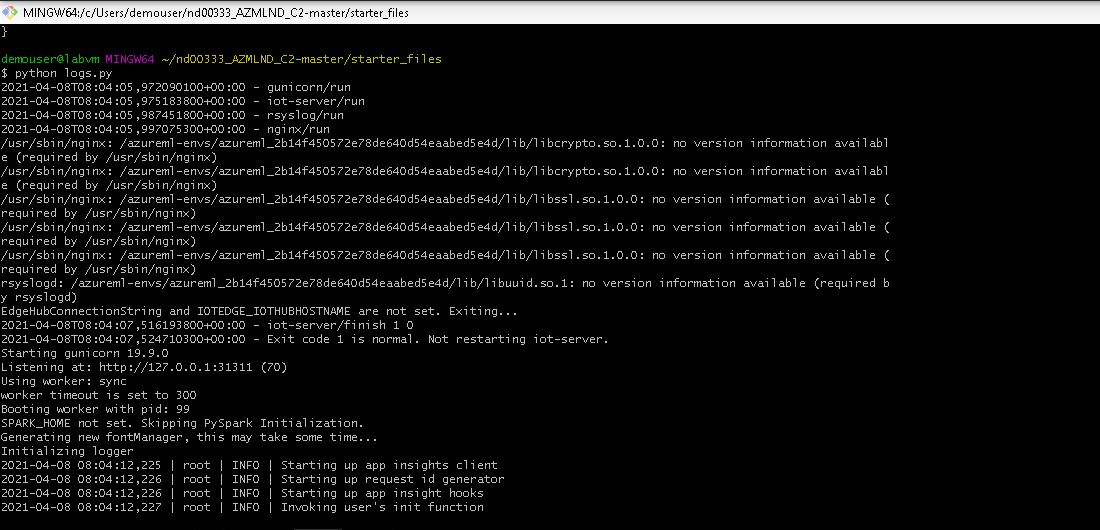 MINGW64:/c/Users/demouser/nd00333_AZMLND_C2-master/starter_files
}
demouser@labvm MINGW64 ~/nd00333_AZMLND_C2-master/starter_files
$ python logs.py
2021-04-08T08:04:05,972090100+00:00 - gunicorn/run
2021-04-08T08:04:05,975183800+00:00 - iot-server/run
2021-04-08T08:04:05,987451800+00:00 - rsyslog/run
2021-04-08T08:04:05,997075300+00:00 - nginx/run
/usr/sbin/nginx: /azureml-envs/azureml_2b14f450572e78de640d54eaabed5e4d/lib/libcrypto.so.1.0.0: no version information availabl
e (required by /usr/sbin/nginx)
/usr/sbin/nginx: /azureml-envs/azureml_2b14f450572e78de640d54eaabed5e4d/lib/libcrypto.so.1.0.0: no version information availabl
e (required by /usr/sbin/nginx)
/usr/sbin/nginx: /azureml-envs/azureml_2b14f450572e78de640d54eaabed5e4d/lib/libssl.so.1.0.0: no version information available (
required by /usr/sbin/nginx)
/usr/sbin/nginx: /azureml-envs/azureml_2b14f450572e78de640d54eaabed5e4d/lib/libssl.so.1.0.0: no version information available (
required by /usr/sbin/nginx)
/usr/sbin/nginx: /azureml-envs/azureml_2b14f450572e78de640d54eaabed5e4d/lib/libssl.so.1.0.0: no version information available (
required by /usr/sbin/nginx)
rsyslogd: /azureml-envs/azureml_2b14f450572e78de640d54eaabed5e4d/lib/libuuid.so.1: no version information available (required b
y rsyslogd)
EdgeHubConnectionString and IOTEDGE_IOTHUBHOSTNAME are not set. Exiting...
2021-04-08T08:04:07,516193800+00:00 - iot-server/finish 1 0
2021-04-08T08:04:07,524710300+00:00 - Exit code 1 is normal. Not restarting iot-server.
Starting gunicorn 19.9.0
Listening at: http://127.0.0.1:31311 (70)
Using worker: sync
worker timeout is set to 300
Booting worker with pid: 99
SPARK_HOME not set. Skipping PySpark Initialization.
Generating new fontManager, this may take some time...
Initializing logger
2021-04-08 08:04:12,225 | root | INFO | Starting up app insights client
2021-04-08 08:04:12,226 | root | INFO | Starting up request id generator
2021-04-08 08:04:12,226 | root | INFO | Starting up app insight hooks
2021-04-08 08:04:12,227 | root | INFO | Invoking user's init function